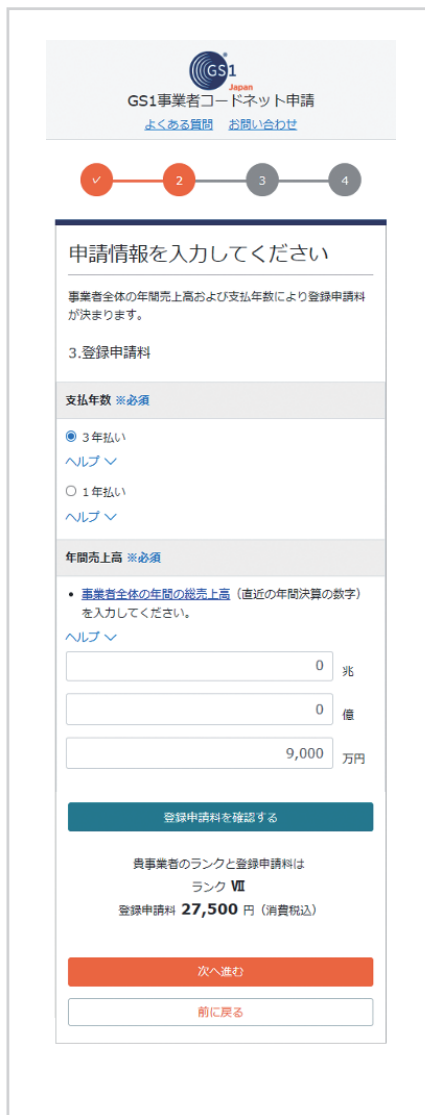 GS1
Japan
GS1事業者コードネット申請
よくある質問 お問い合わせ
2 3 4
申請情報を入力してください
事業者全体の年間売上高および支払年数により登録申請料
が決まります。
3.登録申請料
支払年数 ※必須
3年払い
ヘルプ
1年払い
ヘルプ
年間売上高 ※必須
• 事業者全体の年間の総売上高（直近の年間決算の数字）
を入力してください。
ヘルプ
0 兆
0 億
9,000 万円
登録申請料を確認する
貴事業者のランクと登録申請料は
ランク Ⅶ
登録申請料 27,500 円（消費税込）
次へ進む
前に戻る